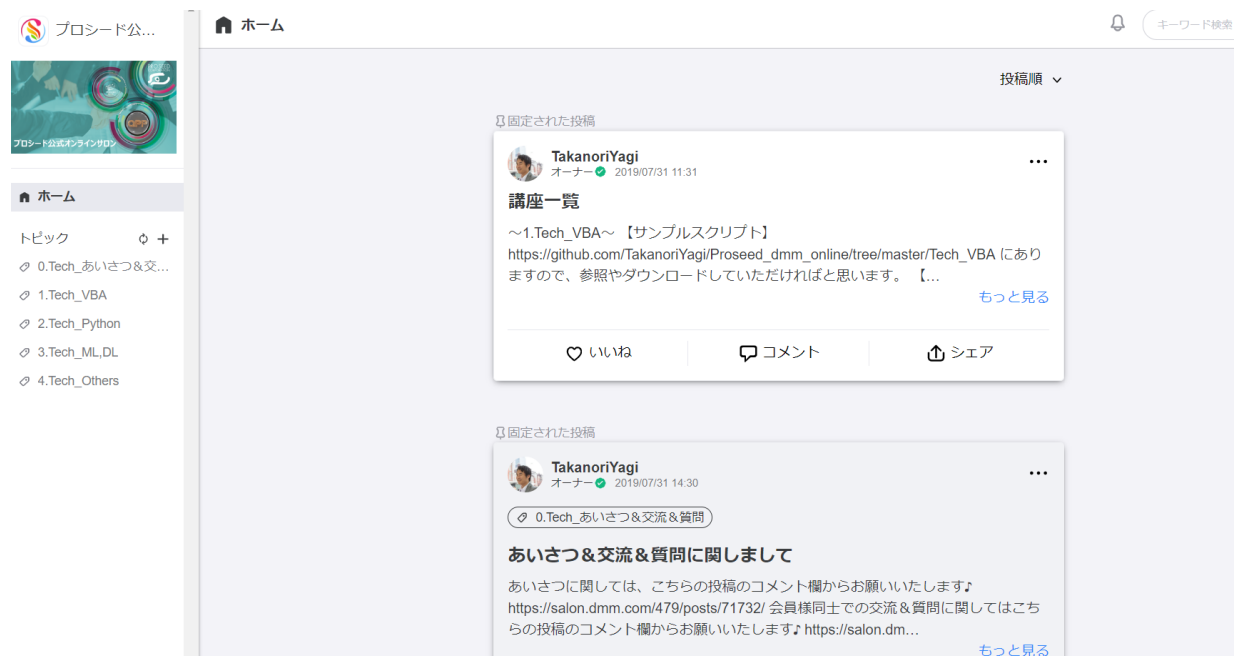 プロシード公...
プロシード公式オンラインサロン
ホーム
トピック
0.Tech_あいさつ＆交...
1.Tech_VBA
2.Tech_Python
3.Tech_ML,DL
4.Tech_Others
ホーム
キーワード検索
投稿順
固定された投稿
TakanoriYagi
オーナー 2019/07/31 11:31
講座一覧
～1.Tech_VBA～ 【サンプルスクリプト】
https://github.com/TakanoriYagi/Proseed_dmm_online/tree/master/Tech_VBA にあり
ますので、参照やダウンロードしていただければと思います。 【...
もっと見る
いいね コメント シェア
固定された投稿
TakanoriYagi
オーナー 2019/07/31 14:30
0.Tech_あいさつ＆交流＆質問
あいさつ＆交流＆質問に関しまして
あいさつに関しては、こちらの投稿のコメント欄からお願いいたします♪
https://salon.dmm.com/479/posts/71732/ 会員様同士での交流＆質問に関してはこち
らの投稿のコメント欄からお願いいたします♪ https://salon.dm...
もっと見る